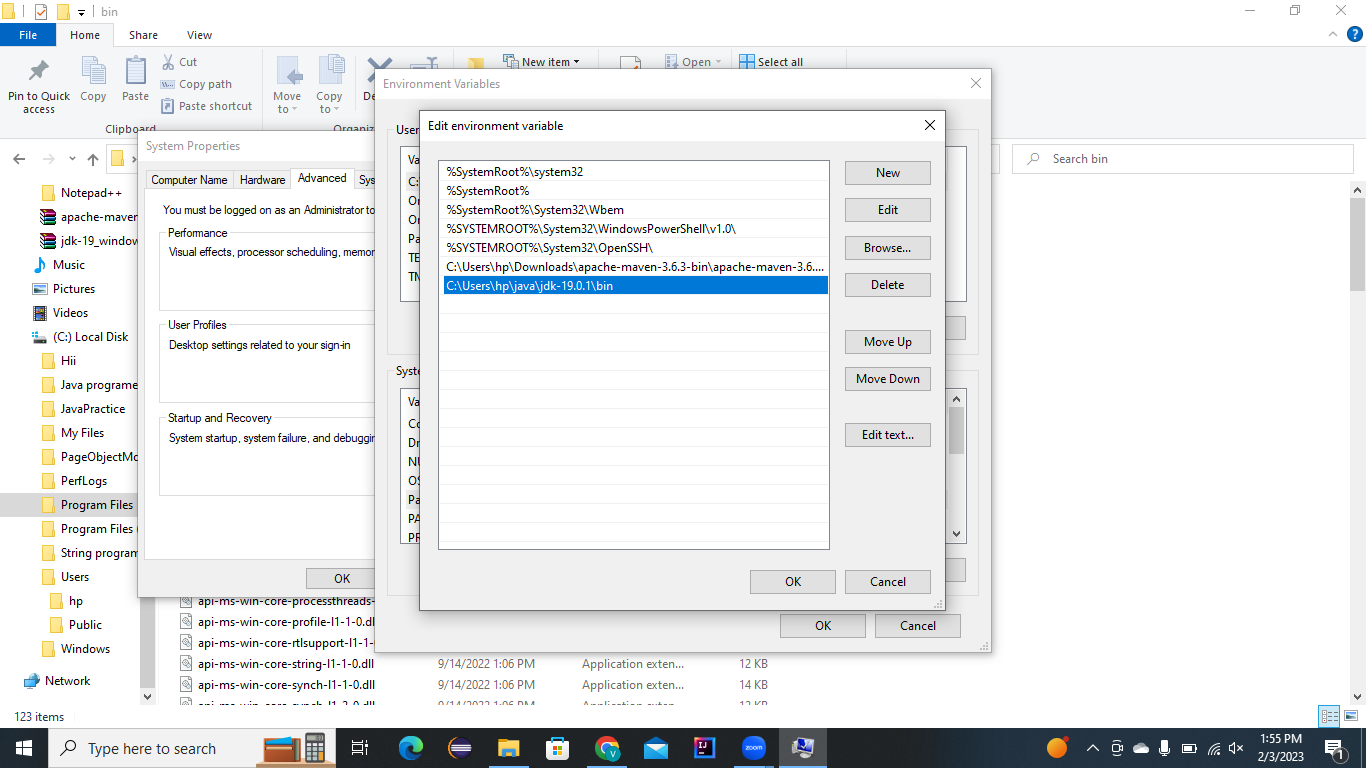 bin
File Home Share View
Pin to Quick access
Copy
Paste
Cut
Copy path
Paste shortcut
Clipboard
Move to
Copy to
New item
Open
Select all
Search bin
Notepad++
apache-maven
jdk-19_window
Music
Pictures
Videos
(C:) Local Disk
Hii
Java programe
JavaPractice
My Files
PageObjectMo
PerfLogs
Program Files
Program Files
String program
Users
hp
Public
Windows
Network
123 items
System Properties
Computer Name Hardware Advanced Sys
You must be logged on as an Administrator to
Performance
Visual effects, processor scheduling, memor
User Profiles
Desktop settings related to your sign-in
Startup and Recovery
System startup, system failure, and debuggin
OK
Environment Variables
User
Va
C:
On
On
Pa
TE
TM
Syste
Va
Co
Dr
NU
OS
Pa
PA
PR
OK Cancel
Edit environment variable
%SystemRoot%\system32
%SystemRoot%
%SystemRoot%\System32\Wbem
%SYSTEMROOT%\System32\WindowsPowerShell\v1.0\
%SYSTEMROOT%\System32\OpenSSH\
C:\Users\hp\Downloads\apache-maven-3.6.3-bin\apache-maven-3.6....
C:\Users\hp\java\jdk-19.0.1\bin
New
Edit
Browse...
Delete
Move Up
Move Down
Edit text...
OK Cancel
api-ms-win-core-processthreads-
api-ms-win-core-profile-l1-1-0.dl
api-ms-win-core-rtlsupport-l1-1-
api-ms-win-core-string-l1-1-0.dll 9/14/2022 1:06 PM Application exten... 12 KB
api-ms-win-core-synch-l1-1-0.dll 9/14/2022 1:06 PM Application exten... 14 KB
Type here to search
zoom
1:55 PM
2/3/2023
1